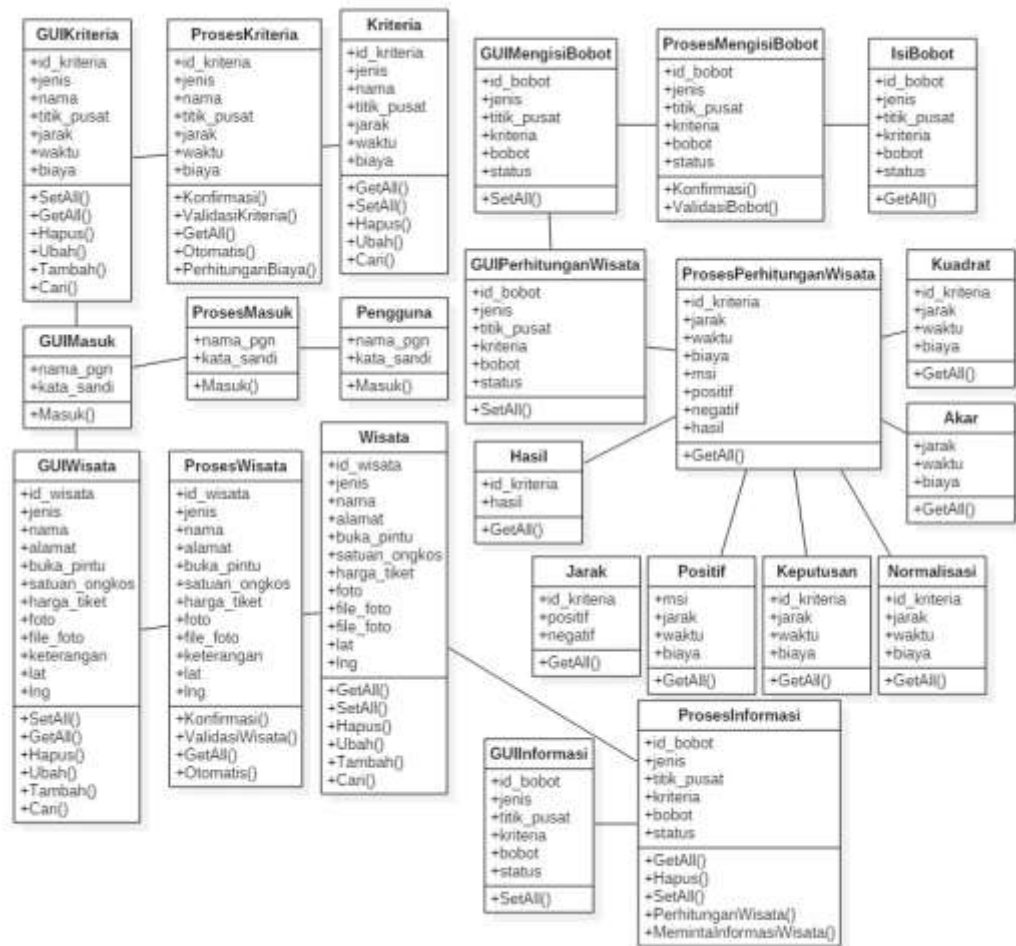 GUIKriteria
+id_kriteria
+jenis
+nama
+titik_pusat
+jarak
+waktu
+biaya
+SetAll()
+GetAll()
+Hapus()
+Ubah()
+Tambah()
+Cari()
ProsesKriteria
+id_kriteria
+jenis
+nama
+titik_pusat
+jarak
+waktu
+biaya
+Konfirmasi()
+ValidasiKriteria()
+GetAll()
+Otomatis()
+PerhitunganBiaya()
Kriteria
+id_kriteria
+jenis
+nama
+titik_pusat
+jarak
+waktu
+biaya
+GetAll()
+SetAll()
+Hapus()
+Ubah()
+Cari()
GUIMengisiBobot
+id_bobot
+jenis
+titik_pusat
+kriteria
+bobot
+status
+SetAll()
ProsesMengisiBobot
+id_bobot
+jenis
+titik_pusat
+kriteria
+bobot
+status
+Konfirmasi()
+ValidasiBobot()
IsiBobot
+id_bobot
+jenis
+titik_pusat
+kriteria
+bobot
+status
+GetAll()
GUIMasuk
+nama_pgn
+kata_sandi
+Masuk()
ProsesMasuk
+nama_pgn
+kata_sandi
+Masuk()
Pengguna
+nama_pgn
+kata_sandi
+Masuk()
GUIPerhitunganWisata
+id_bobot
+jenis
+titik_pusat
+kriteria
+bobot
+status
+SetAll()
ProsesPerhitunganWisata
+id_kriteria
+jarak
+waktu
+biaya
+msi
+positif
+negatif
+hasil
+GetAll()
Kuadrat
+id_kriteria
+jarak
+waktu
+biaya
+GetAll()
Akar
+jarak
+waktu
+biaya
+GetAll()
GUIWisata
+id_wisata
+jenis
+nama
+alamat
+buka_pintu
+satuan_ongkos
+harga_tiket
+foto
+file_foto
+keterangan
+lat
+lng
+SetAll()
+GetAll()
+Hapus()
+Ubah()
+Tambah()
+Cari()
ProsesWisata
+id_wisata
+jenis
+nama
+alamat
+buka_pintu
+satuan_ongkos
+harga_tiket
+foto
+file_foto
+keterangan
+lat
+lng
+Konfirmasi()
+ValidasiWisata()
+GetAll()
+Otomatis()
Wisata
+id_wisata
+jenis
+nama
+alamat
+buka_pintu
+satuan_ongkos
+harga_tiket
+foto
+file_foto
+file_foto
+lat
+lng
+GetAll()
+SetAll()
+Hapus()
+Ubah()
+Tambah()
+Cari()
Hasil
+id_kriteria
+hasil
+GetAll()
Jarak
+id_kriteria
+positif
+negatif
+GetAll()
Positif
+msi
+jarak
+waktu
+biaya
+GetAll()
Keputusan
+id_kriteria
+jarak
+waktu
+biaya
+GetAll()
Normalisasi
+id_kriteria
+jarak
+waktu
+biaya
+GetAll()
GUIInformasi
+id_bobot
+jenis
+titik_pusat
+kriteria
+bobot
+status
+SetAll()
ProsesInformasi
+id_bobot
+jenis
+titik_pusat
+kriteria
+bobot
+status
+GetAll()
+Hapus()
+SetAll()
+PerhitunganWisata()
+MemintaInformasiWisata()